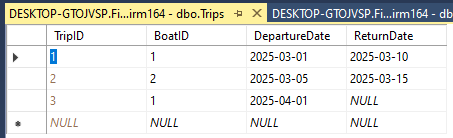 DESKTOP-GTOJVSP.Fi...irm164 - dbo.Trips DESKTOP-GTOJVSP.Fi...irm164 - db
TripID BoatID DepartureDate ReturnDate
1 1 2025-03-01 2025-03-10
2 2 2025-03-05 2025-03-15
3 1 2025-04-01 NULL
NULL NULL NULL NULL